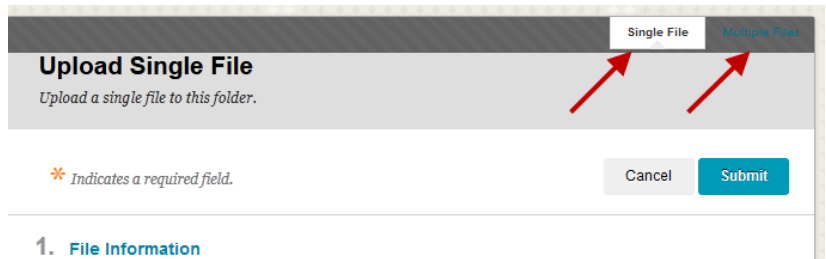 Single File Multiple Files
Upload Single File
Upload a single file to this folder.
* Indicates a required field.
Cancel Submit
1. File Information